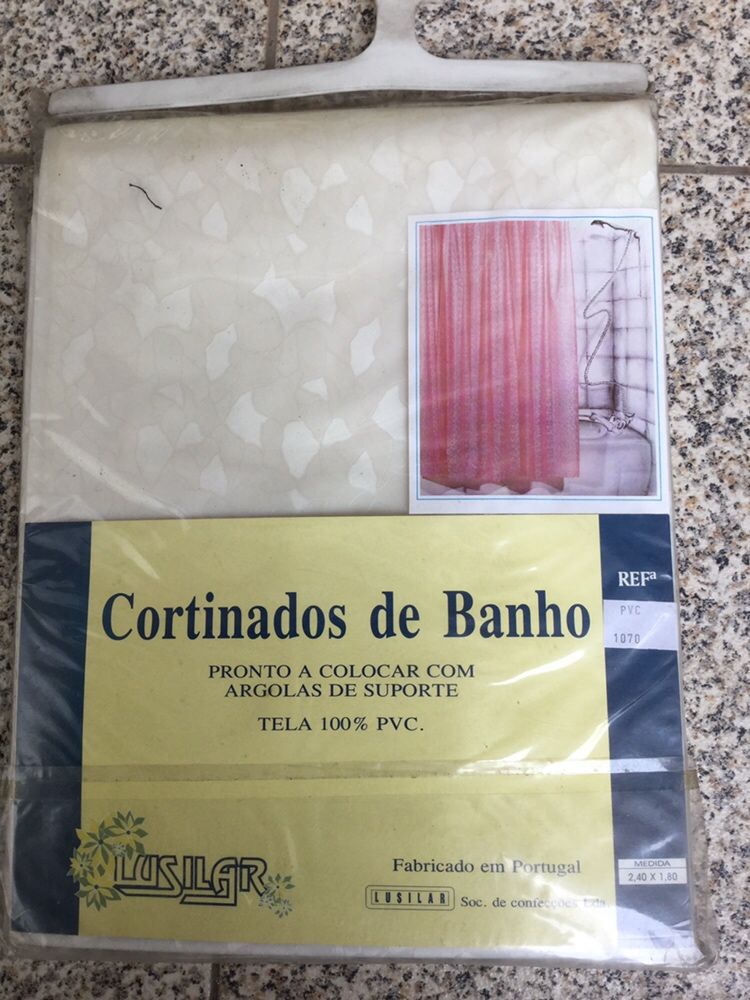 REFª
PVC
1070
Cortinados de Banho
PRONTO A COLOCAR COM
ARGOLAS DE SUPORTE
TELA 100% PVC.
LUSILAR
Fabricado em Portugal
LUSILAR Soc. de confecções Lda.
MEDIDA
2,40 X 1,80